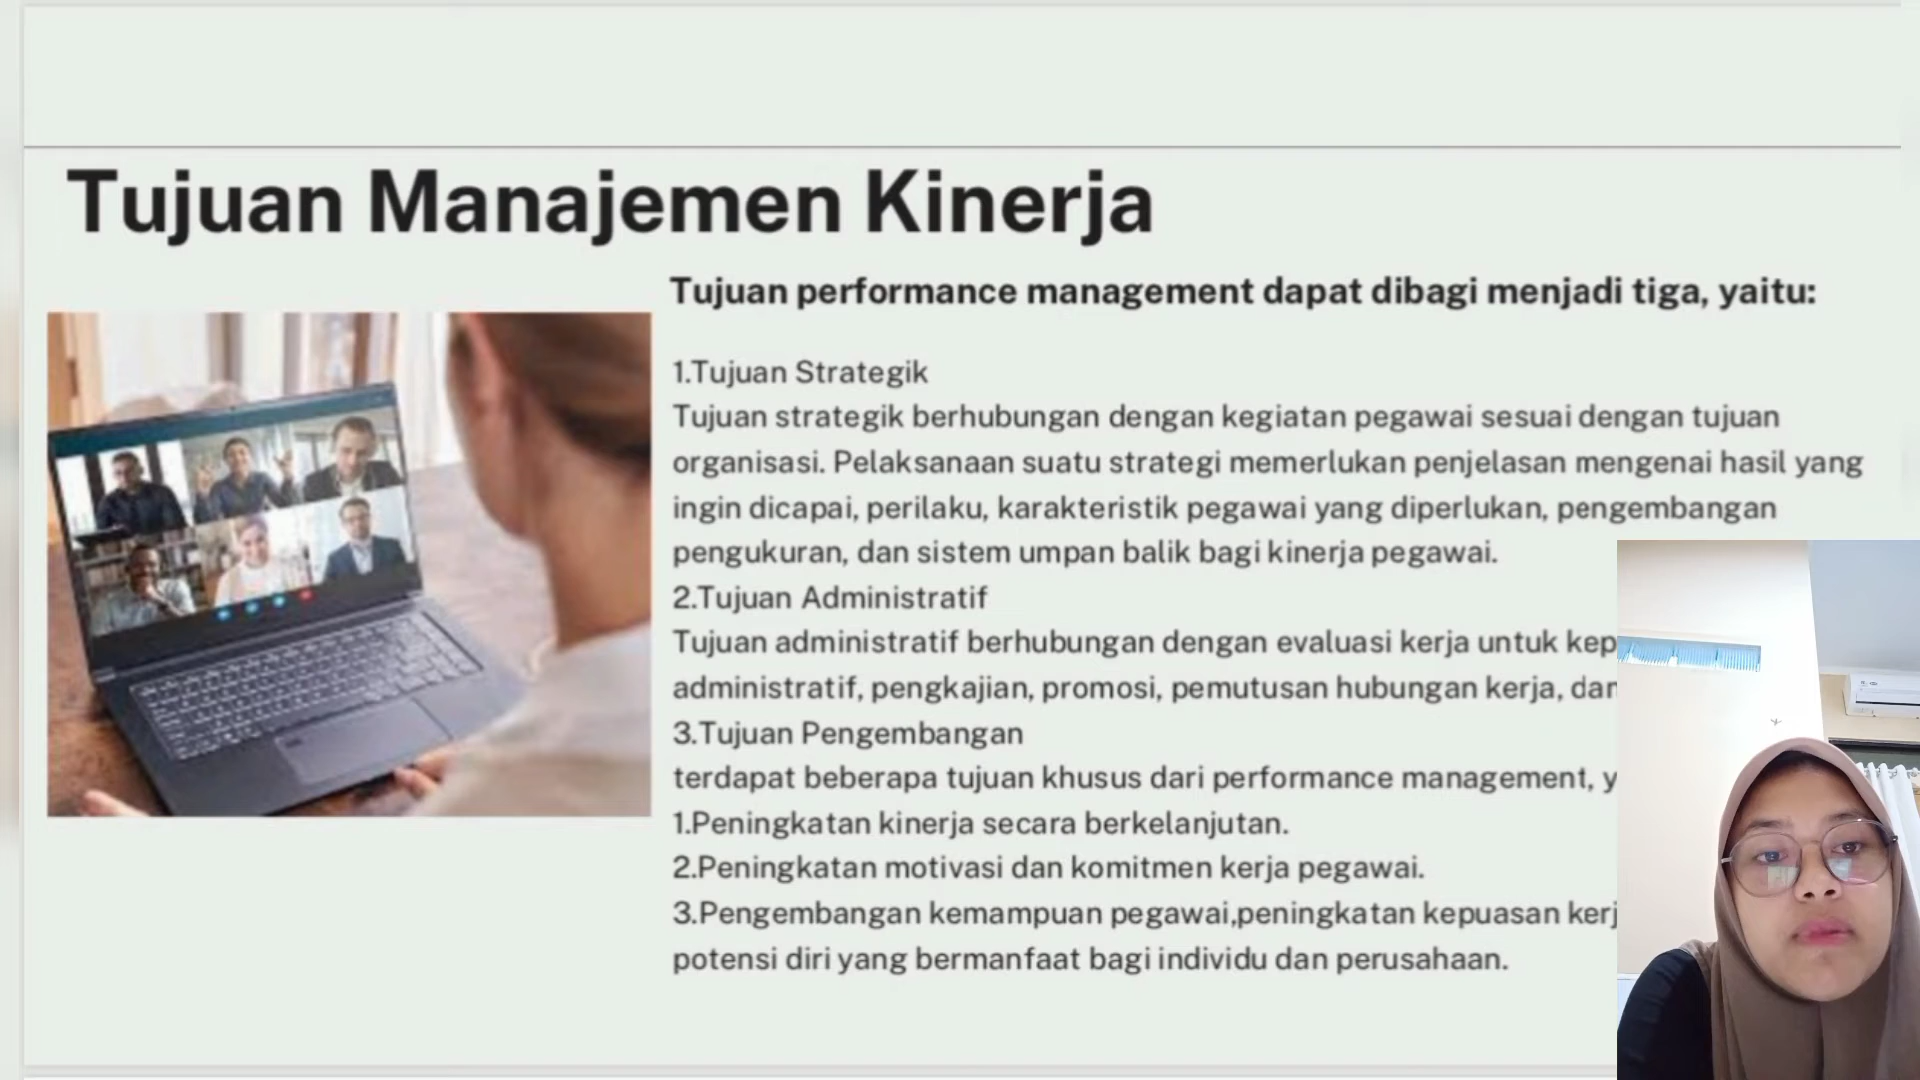 Tujuan Manajemen Kinerja
Tujuan performance management dapat dibagi menjadi tiga, yaitu:
1.Tujuan Strategik
Tujuan strategik berhubungan dengan kegiatan pegawai sesuai dengan tujuan
organisasi. Pelaksanaan suatu strategi memerlukan penjelasan mengenai hasil yang
ingin dicapai, perilaku, karakteristik pegawai yang diperlukan, pengembangan
pengukuran, dan sistem umpan balik bagi kinerja pegawai.
2.Tujuan Administratif
Tujuan administratif berhubungan dengan evaluasi kerja untuk
administratif, pengkajian, promosi, pemutusan hubungan kerja,
3.Tujuan Pengembangan
terdapat beberapa tujuan khusus dari performance management,
1.Peningkatan kinerja secara berkelanjutan.
2.Peningkatan motivasi dan komitmen kerja pegawai.
3.Pengembangan kemampuan pegawai,peningkatan kepuasan
potensi diri yang bermanfaat bagi individu dan perusahaan.